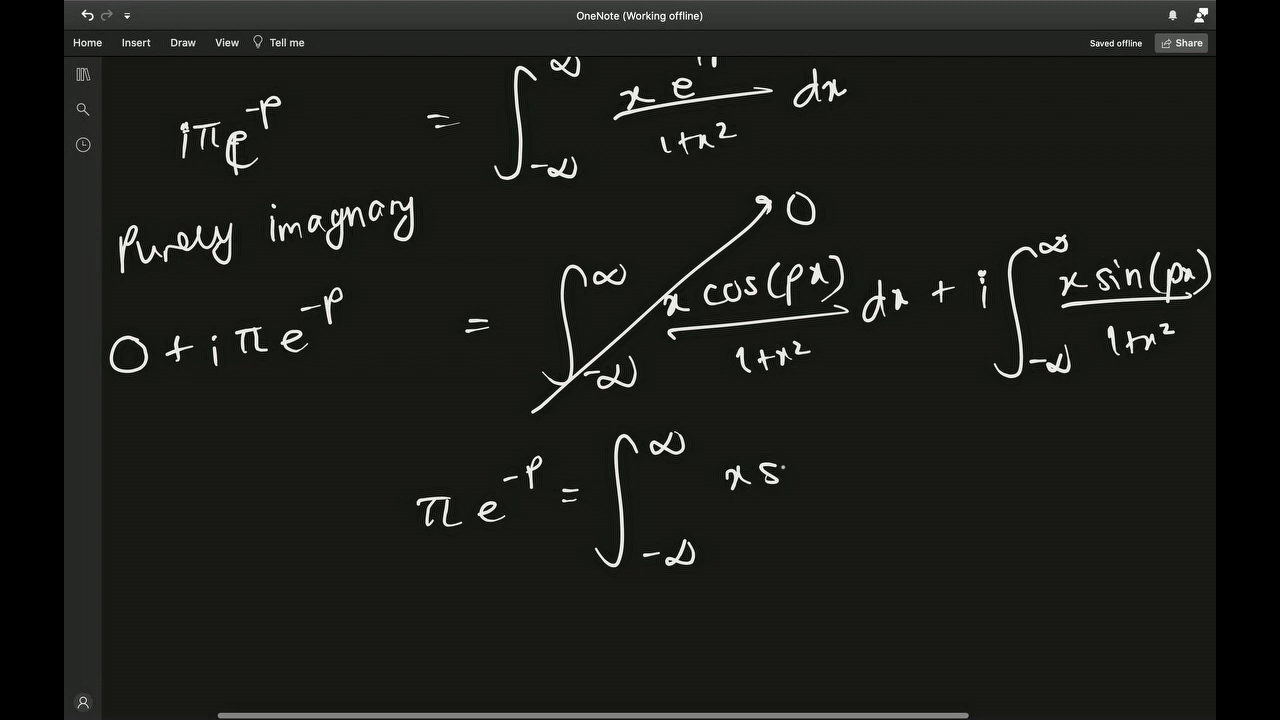 OneNote (Working offline)
Home Insert Draw View Tell me Saved offline Share
iπe^-p = ∫_-∞^∞ x e / 1+x² dx
Purely imagnary
0 + iπe^-p = ∫_-∞^∞ x cos(px) / 1+x² dx + i ∫_-∞^∞ x sin(px) / 1+x²
0
πe^-p = ∫_-∞^∞ x s